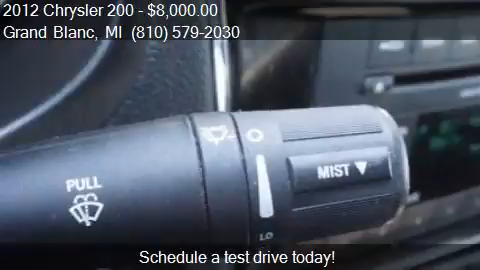 2012 Chrysler 200 - $8,000.00
Grand Blanc, MI (810) 579-2030
PULL
MIST ▼
LO
Schedule a test drive today!